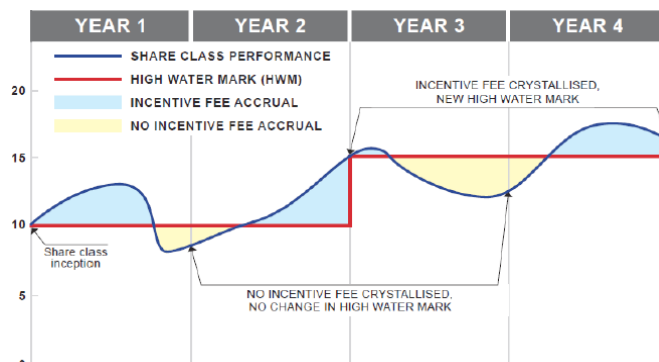 YEAR 1 YEAR 2 YEAR 3 YEAR 4
SHARE CLASS PERFORMANCE
HIGH WATER MARK (HWM)
INCENTIVE FEE ACCRUAL
NO INCENTIVE FEE ACCRUAL
INCENTIVE FEE CRYSTALLISED,
NEW HIGH WATER MARK
20
15
10
Share class
inception
5
NO INCENTIVE FEE CRYSTALLISED,
NO CHANGE IN HIGH WATER MARK
0